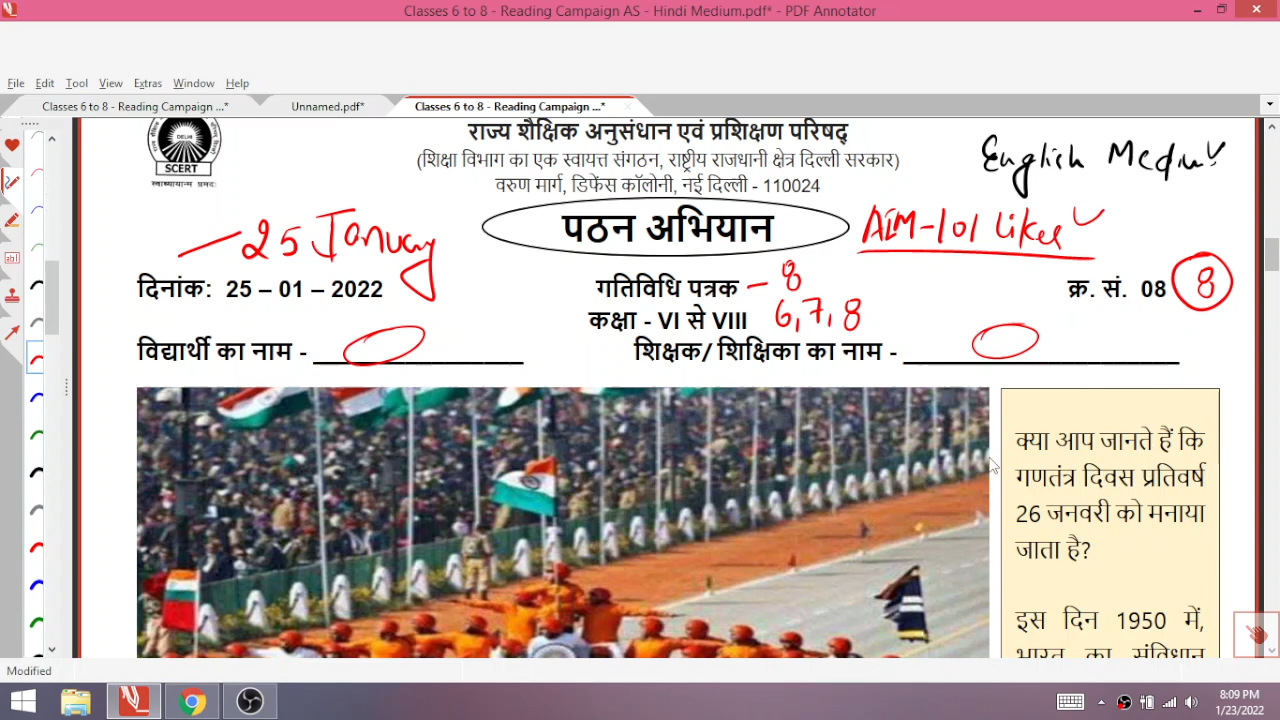 Classes 6 to 8 - Reading Campaign AS - Hindi Medium.pdf* - PDF Annotator
File Edit Tool View Extras Window Help
Classes 6 to 8 - Reading Campaign ...* Unnamed.pdf* Classes 6 to 8 - Reading Campaign ...*
राज्य शैक्षिक अनुसंधान एवं प्रशिक्षण परिषद्
(शिक्षा विभाग का एक स्वायत्त संगठन, राष्ट्रीय राजधानी क्षेत्र दिल्ली सरकार)
वरुण मार्ग, डिफेंस कॉलोनी, नई दिल्ली - 110024
DELHI
SCERT
English Medium
पठन अभियान
AIM-101 Likes
25 January
दिनांक: 25 – 01 – 2022 गतिविधि पत्रक - 8 क्र. सं. 08 8
कक्षा - VI से VIII 6, 7, 8
विद्यार्थी का नाम - शिक्षक/ शिक्षिका का नाम -
क्या आप जानते हैं कि
गणतंत्र दिवस प्रतिवर्ष
26 जनवरी को मनाया
जाता है?
इस दिन 1950 में,
भारत का संविधान
Modified
8:09 PM
1/23/2022